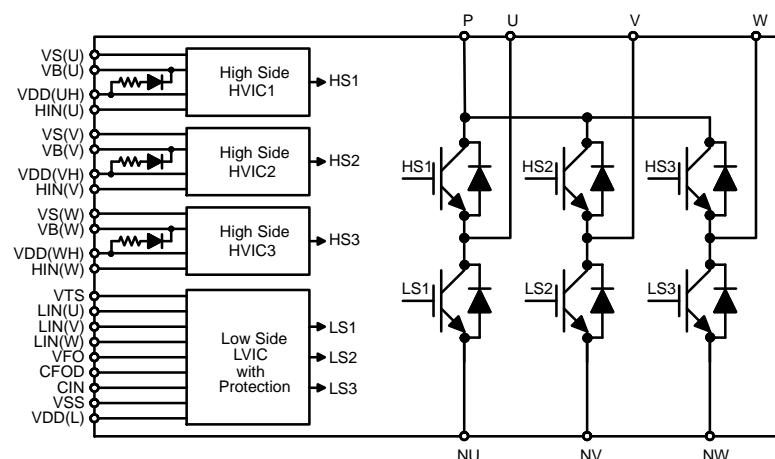 P U V W
VS(U)
VB(U)
VDD(UH)
HIN(U)
High Side
HVIC1
HS1
VS(V)
VB(V)
VDD(VH)
HIN(V)
High Side
HVIC2
HS2
VS(W)
VB(W)
VDD(WH)
HIN(W)
High Side
HVIC3
HS3
VTS
LIN(U)
LIN(V)
LIN(W)
VFO
CFOD
CIN
VSS
VDD(L)
Low Side
LVIC
with
Protection
LS1
LS2
LS3
HS1 HS2 HS3
LS1 LS2 LS3
NU NV NW